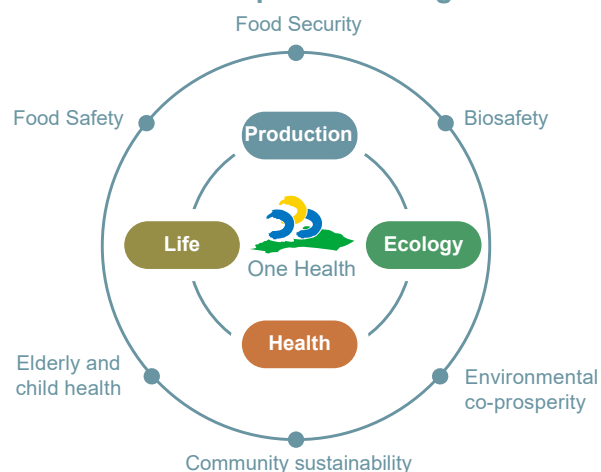 Food Security
Food Safety
Biosafety
Production
Life
Ecology
One Health
Health
Elderly and
child health
Environmental
co-prosperity
Community sustainability